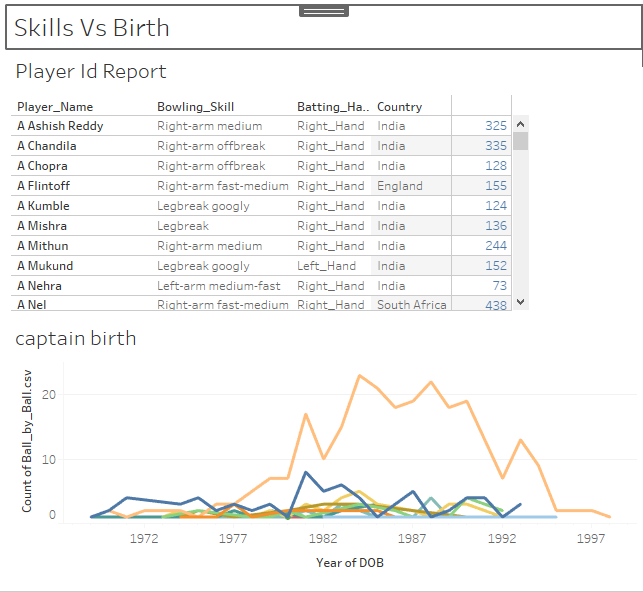 Skills Vs Birth
Player Id Report
Player_Name Bowling_Skill Batting_Ha.. Country
A Ashish Reddy Right-arm medium Right_Hand India 325
A Chandila Right-arm offbreak Right_Hand India 335
A Chopra Right-arm offbreak Right_Hand India 128
A Flintoff Right-arm fast-medium Right_Hand England 155
A Kumble Legbreak googly Right_Hand India 124
A Mishra Legbreak Right_Hand India 136
A Mithun Right-arm medium Right_Hand India 244
A Mukund Legbreak googly Left_Hand India 152
A Nehra Left-arm medium-fast Right_Hand India 73
A Nel Right-arm fast-medium Right_Hand South Africa 438
captain birth
Count of Ball_by_Ball.csv
20
10
0
1972 1977 1982 1987 1992 1997
Year of DOB